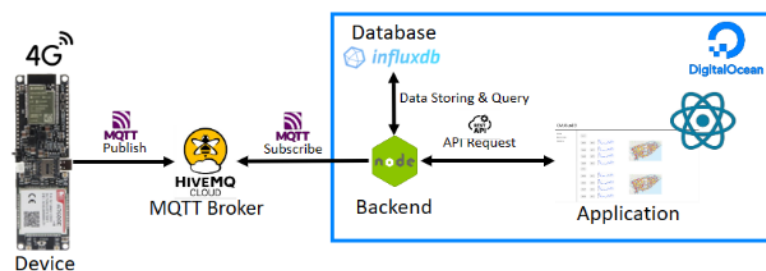 4G
Device
MQTT
Publish
HIVEMQ
CLOUD
MQTT Broker
MQTT
Subscribe
Database
influxdb
Data Storing & Query
node
Backend
REST
API
API Request
DigitalOcean
Application